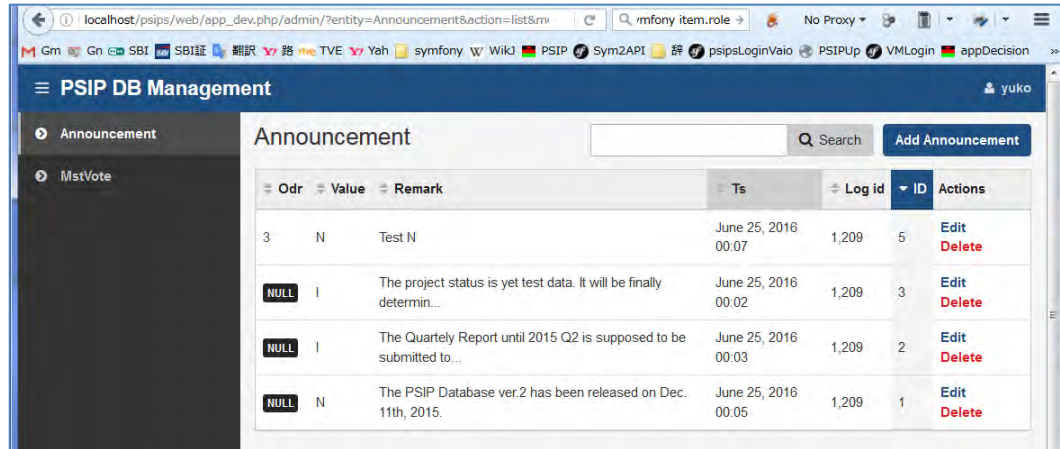 localhost/psips/web/app_dev.php/admin/?entity=Announcement&action=list&m
mfony item.role → No Proxy
Gm Gn SBI SBI証 翻訳 路 TVE Yah symfony WikJ PSIP Sym2API 辞 psipsLoginVaio PSIPUp VMLogin appDecision »
≡ PSIP DB Management yuko
Announcement
MstVote
Announcement Search Add Announcement
Odr Value Remark Ts Log id ID Actions
3 N Test N June 25, 2016 00:07 1,209 5 Edit Delete
NULL I The project status is yet test data. It will be finally determin... June 25, 2016 00:02 1,209 3 Edit Delete
NULL I The Quartely Report until 2015 Q2 is supposed to be submitted to... June 25, 2016 00:03 1,209 2 Edit Delete
NULL N The PSIP Database ver.2 has been released on Dec. 11th, 2015. June 25, 2016 00:05 1,209 1 Edit Delete